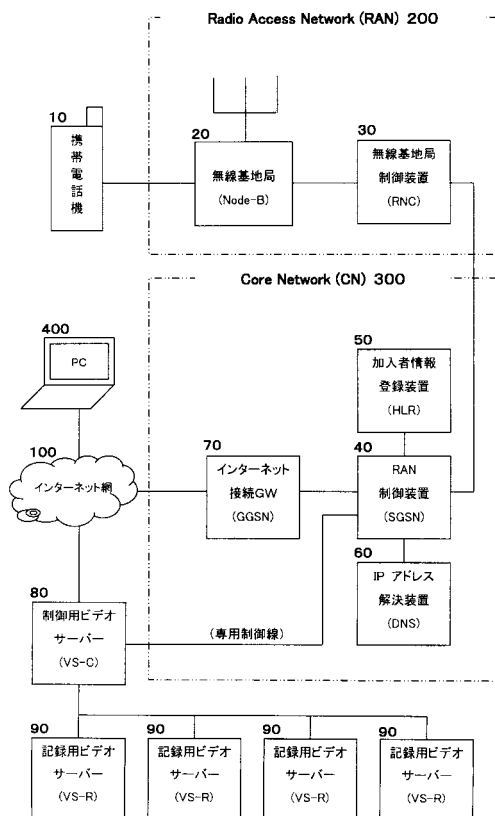 Radio Access Network (RAN) 200
10
携帯電話機
20
無線基地局
(Node-B)
30
無線基地局
制御装置
(RNC)
Core Network (CN) 300
400
PC
50
加入者情報
登録装置
(HLR)
100
インターネット網
70
インターネット
接続GW
(GGSN)
40
RAN
制御装置
(SGSN)
60
IP アドレス
解決装置
(DNS)
80
制御用ビデオ
サーバー
(VS-C)
(専用制御線)
90
記録用ビデオ
サーバー
(VS-R)
90
記録用ビデオ
サーバー
(VS-R)
90
記録用ビデオ
サーバー
(VS-R)
90
記録用ビデオ
サーバー
(VS-R)